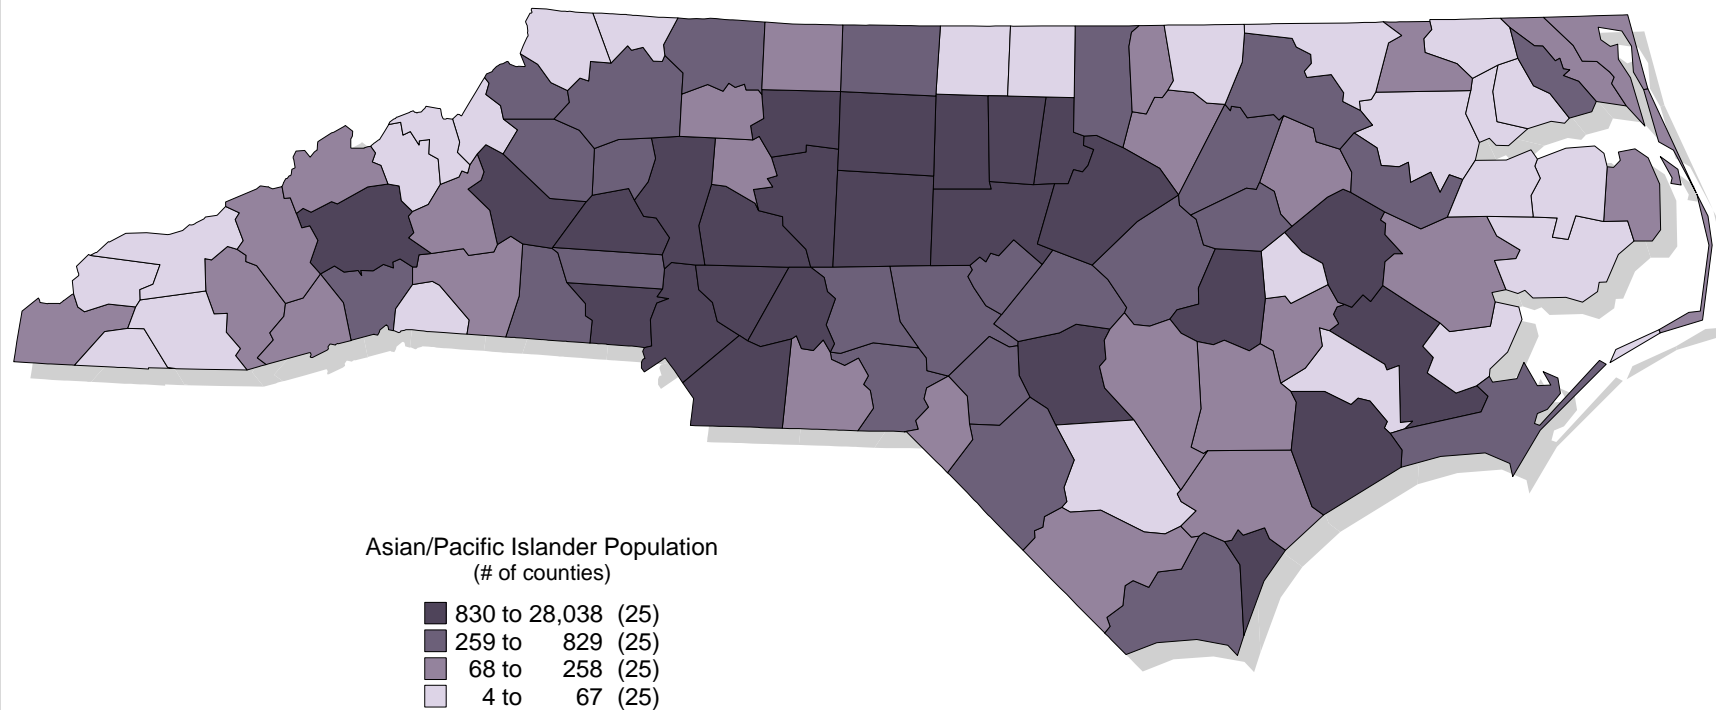 Asian/Pacific Islander Population
(# of counties)
830 to 28,038 (25)
259 to 829 (25)
68 to 258 (25)
4 to 67 (25)